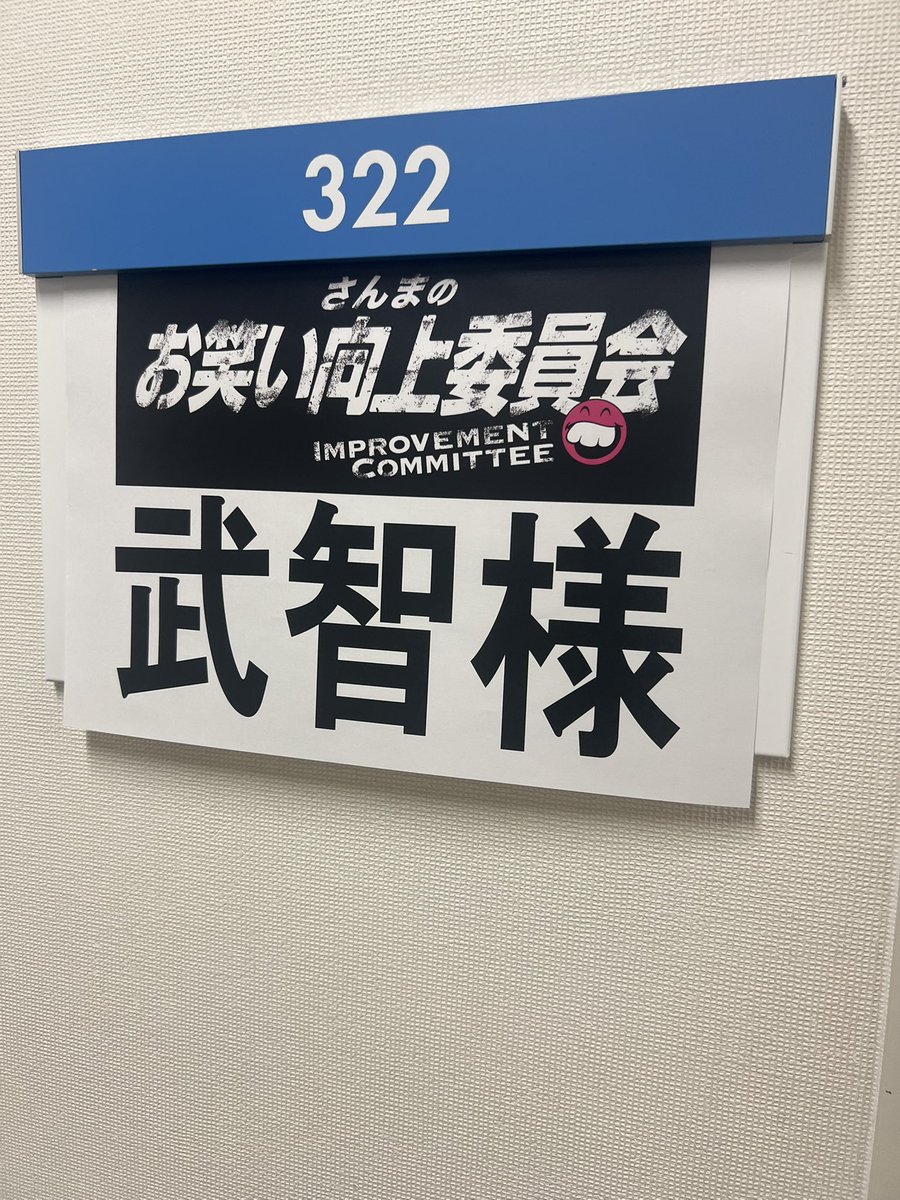 322
さんまの
お笑い向上委員会
IMPROVEMENT
COMMITTEE
武智様